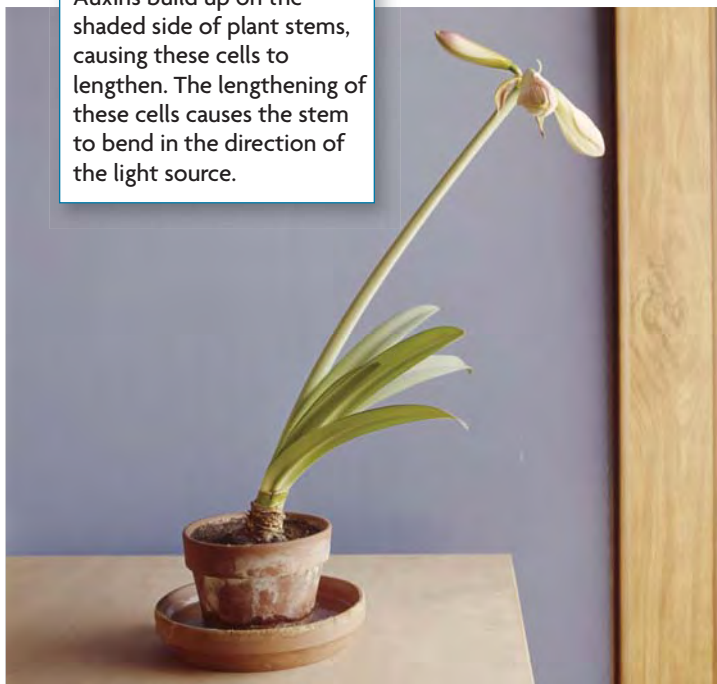 Auxins build up on the
shaded side of plant stems,
causing these cells to
lengthen. The lengthening of
these cells causes the stem
to bend in the direction of
the light source.